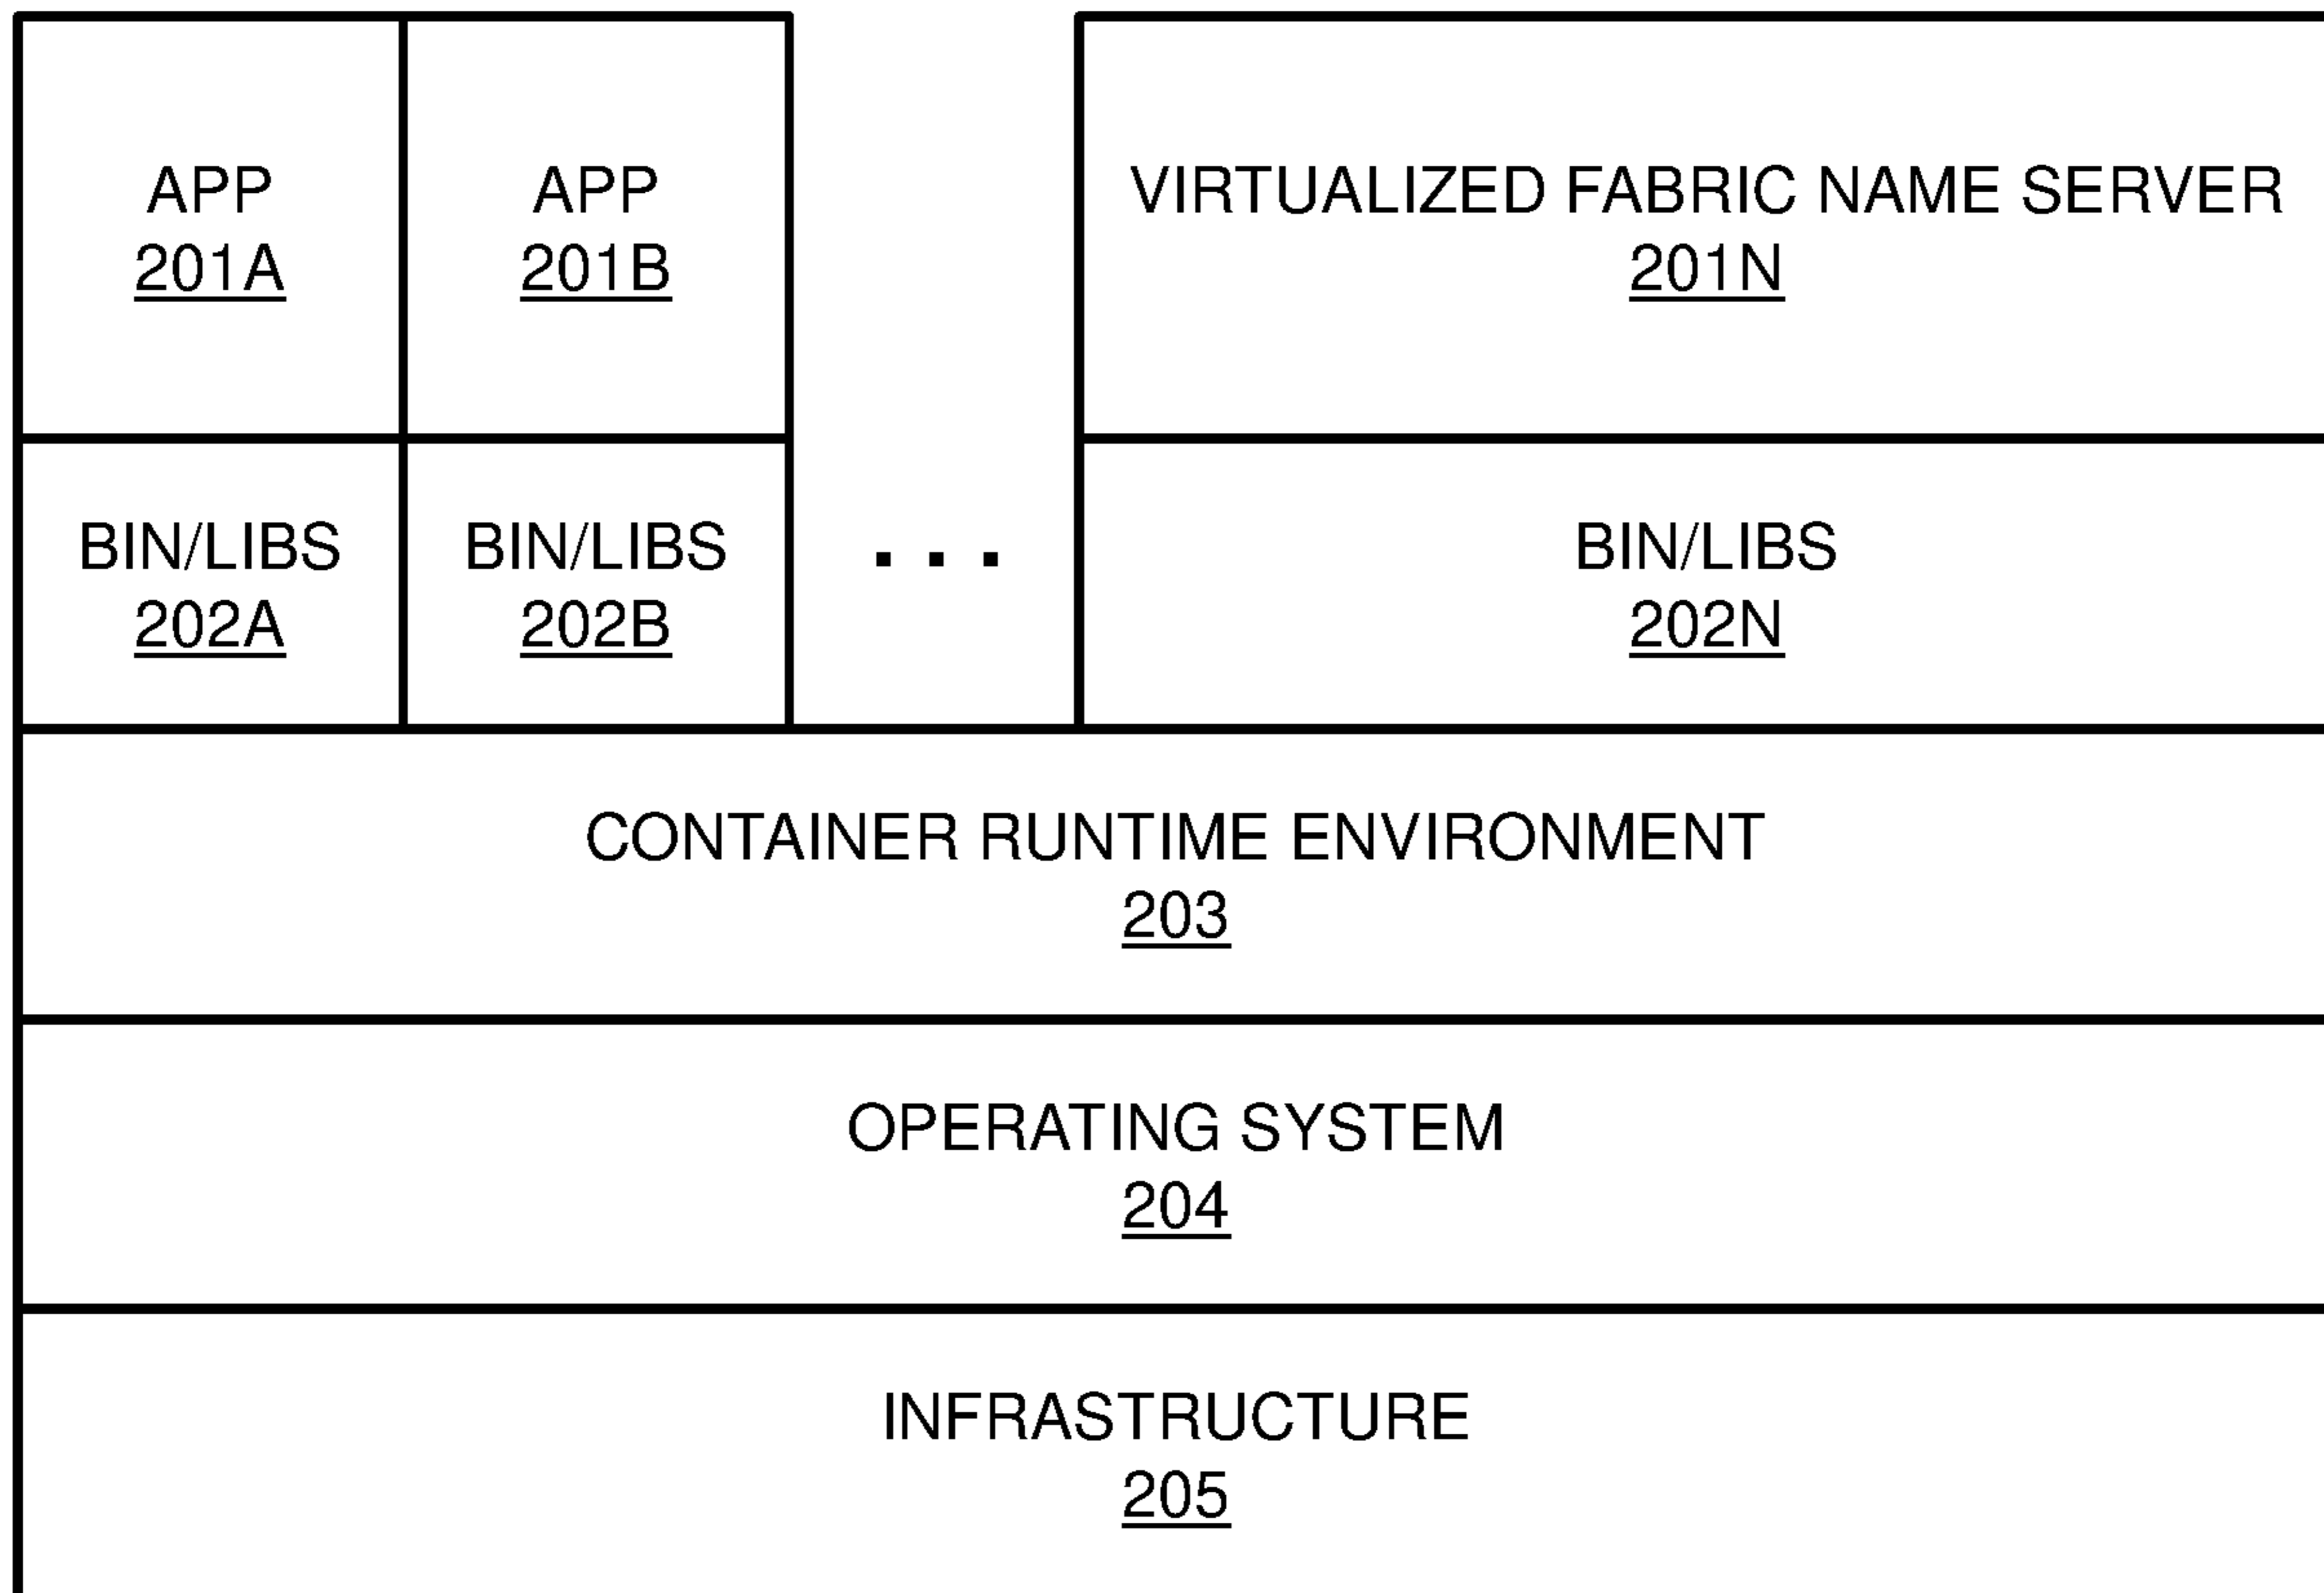 APP
201A
APP
201B
VIRTUALIZED FABRIC NAME SERVER
201N
BIN/LIBS
202A
BIN/LIBS
202B
...
BIN/LIBS
202N
CONTAINER RUNTIME ENVIRONMENT
203
OPERATING SYSTEM
204
INFRASTRUCTURE
205